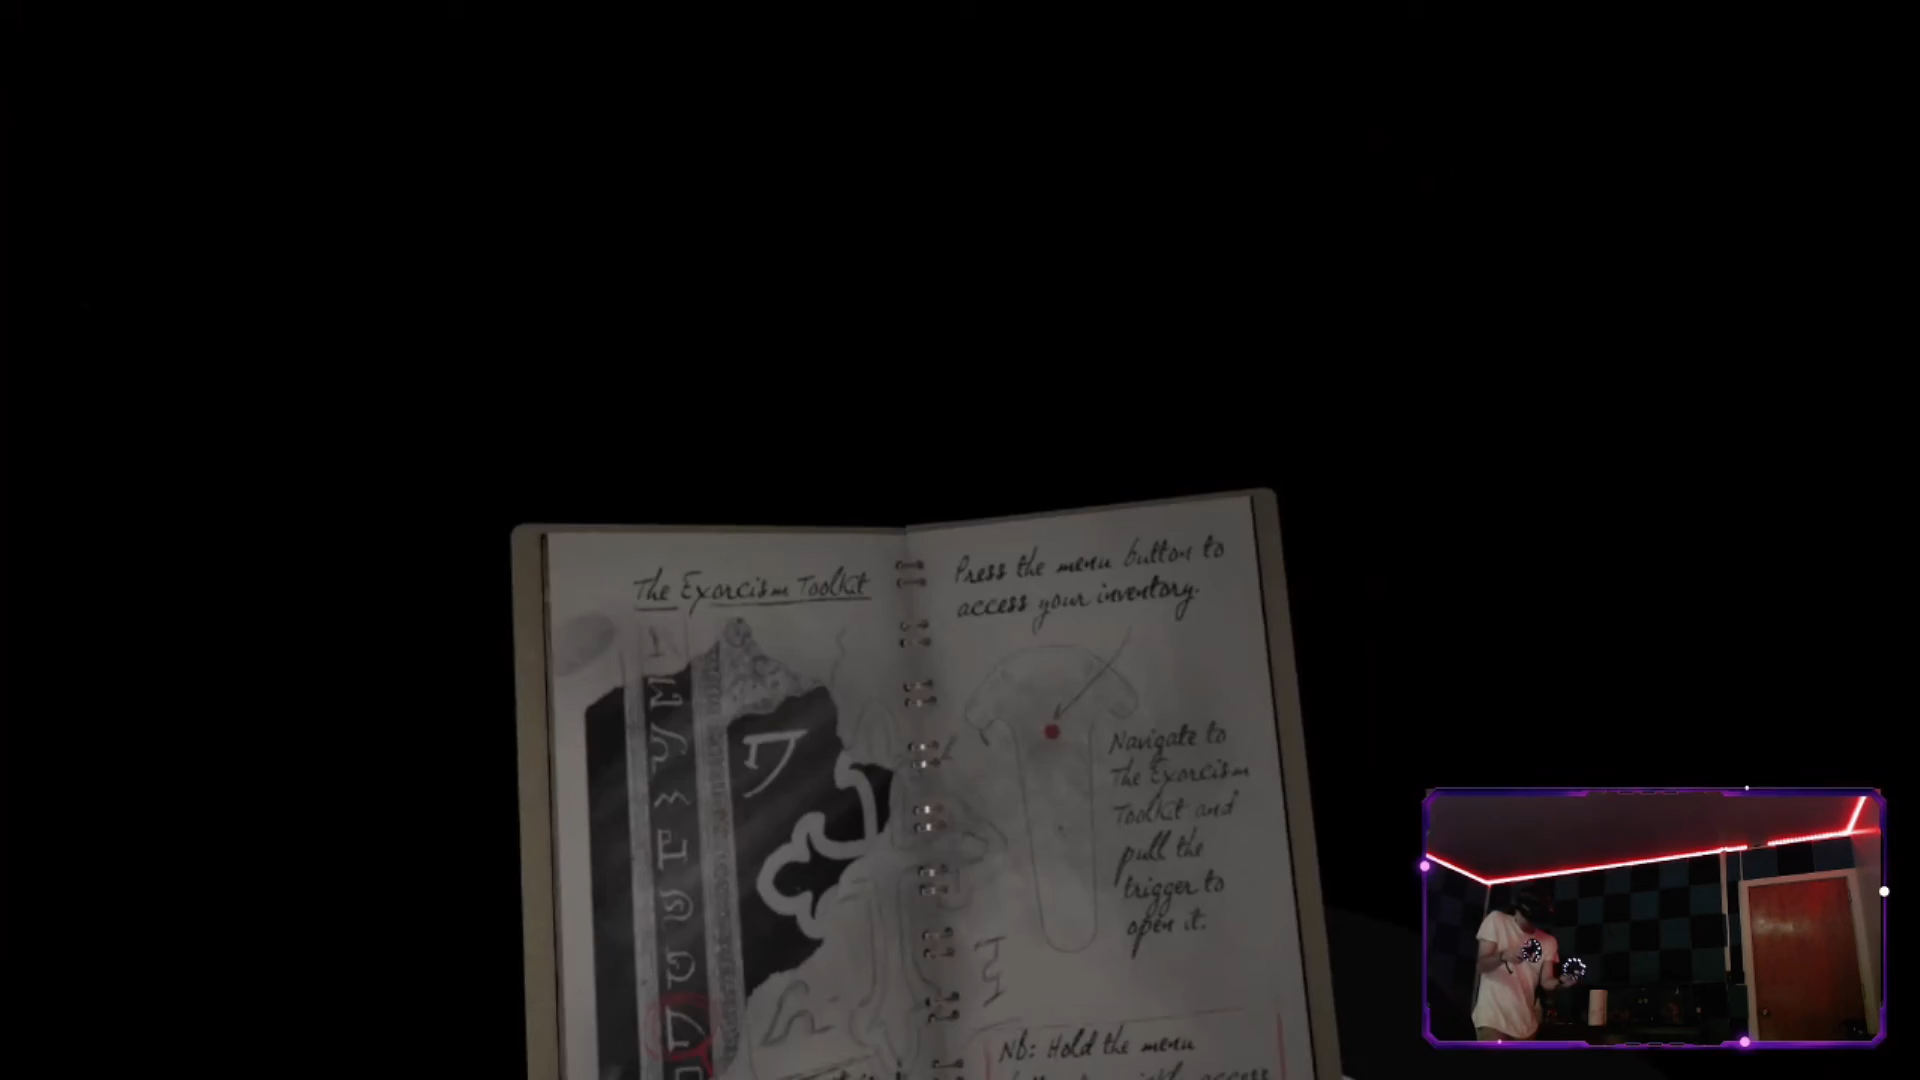 The Exorcism Toolkit
Press the menu button to
access your inventory.
Navigate to
The Exorcism
Toolkit and
pull the
trigger to
open it.
Nb: Hold the menu
access